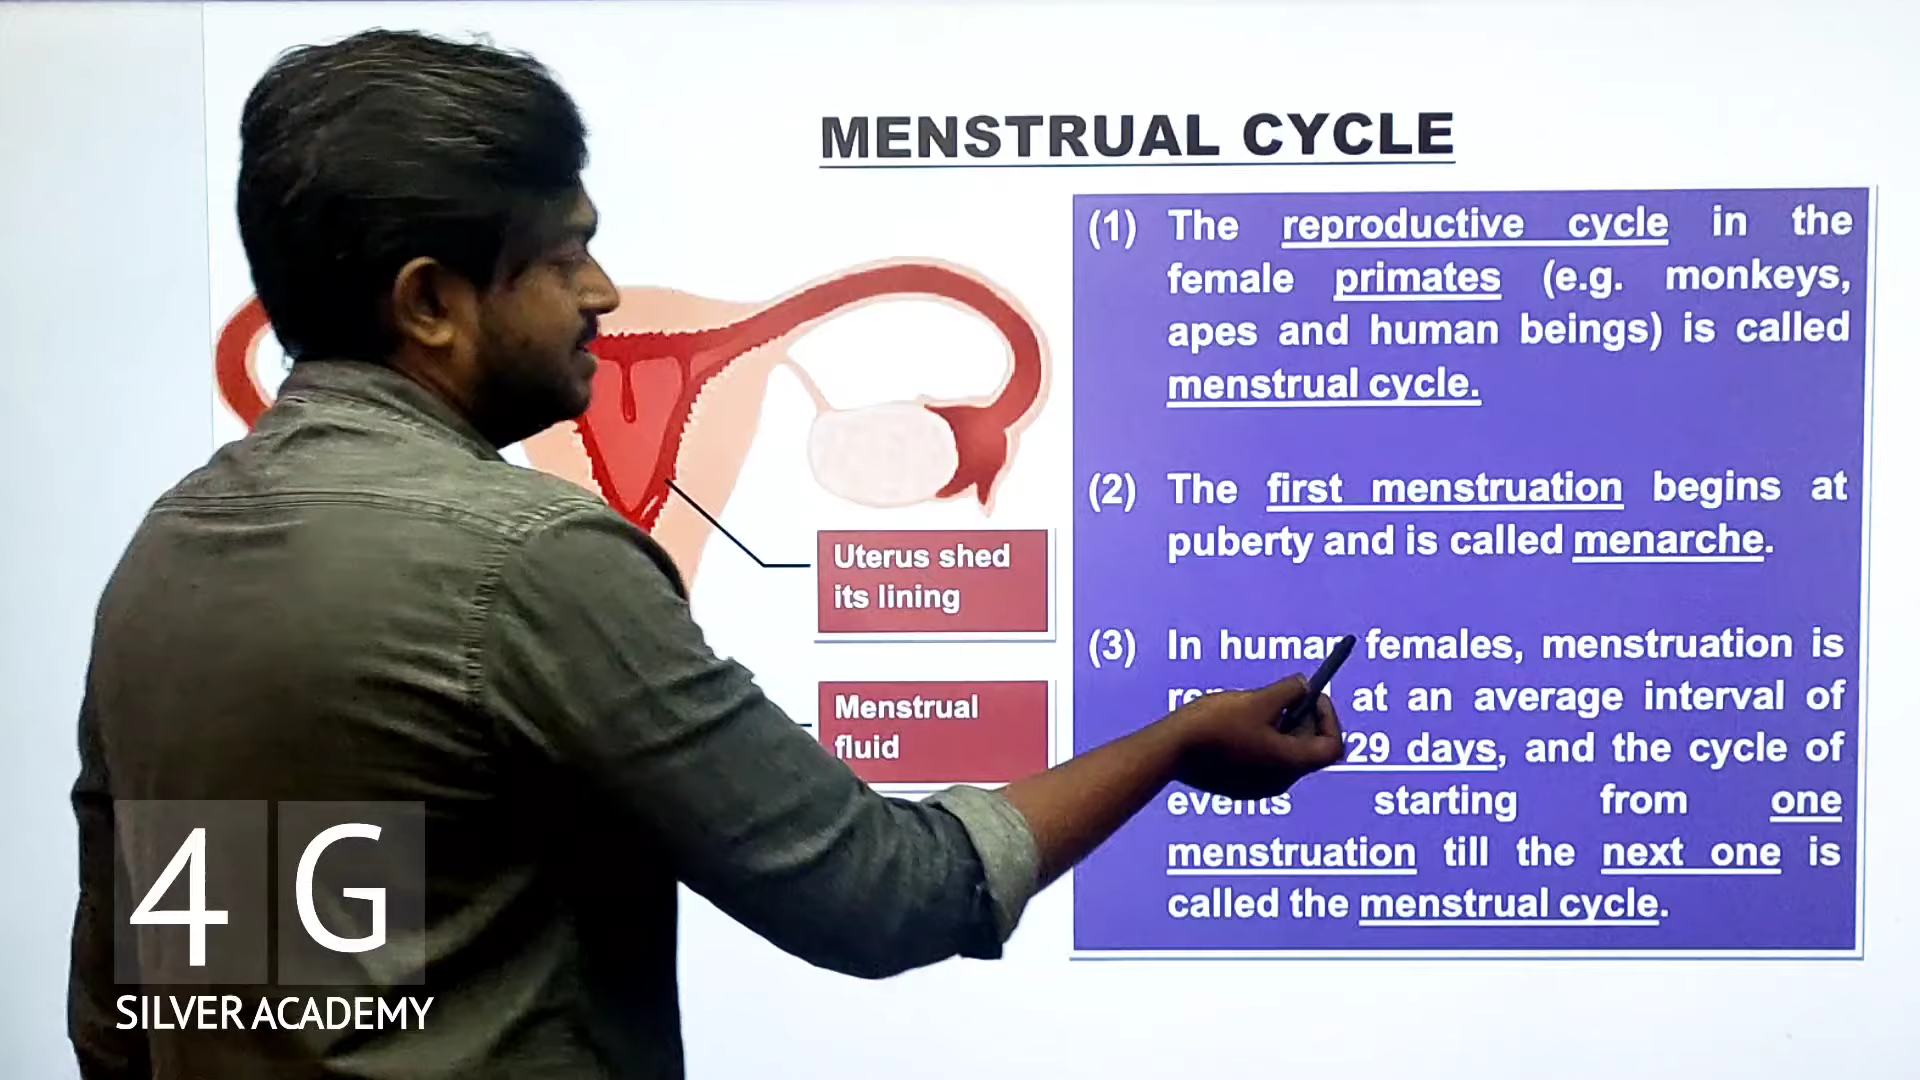 MENSTRUAL CYCLE
(1) The reproductive cycle in the
female primates (e.g. monkeys,
apes and human beings) is called
menstrual cycle.
(2) The first menstruation begins at
puberty and is called menarche.
(3) In human females, menstruation is
at an average interval of
/29 days, and the cycle of
events starting from one
menstruation till the next one is
called the menstrual cycle.
Uterus shed
its lining
Menstrual
fluid
4G
SILVER ACADEMY